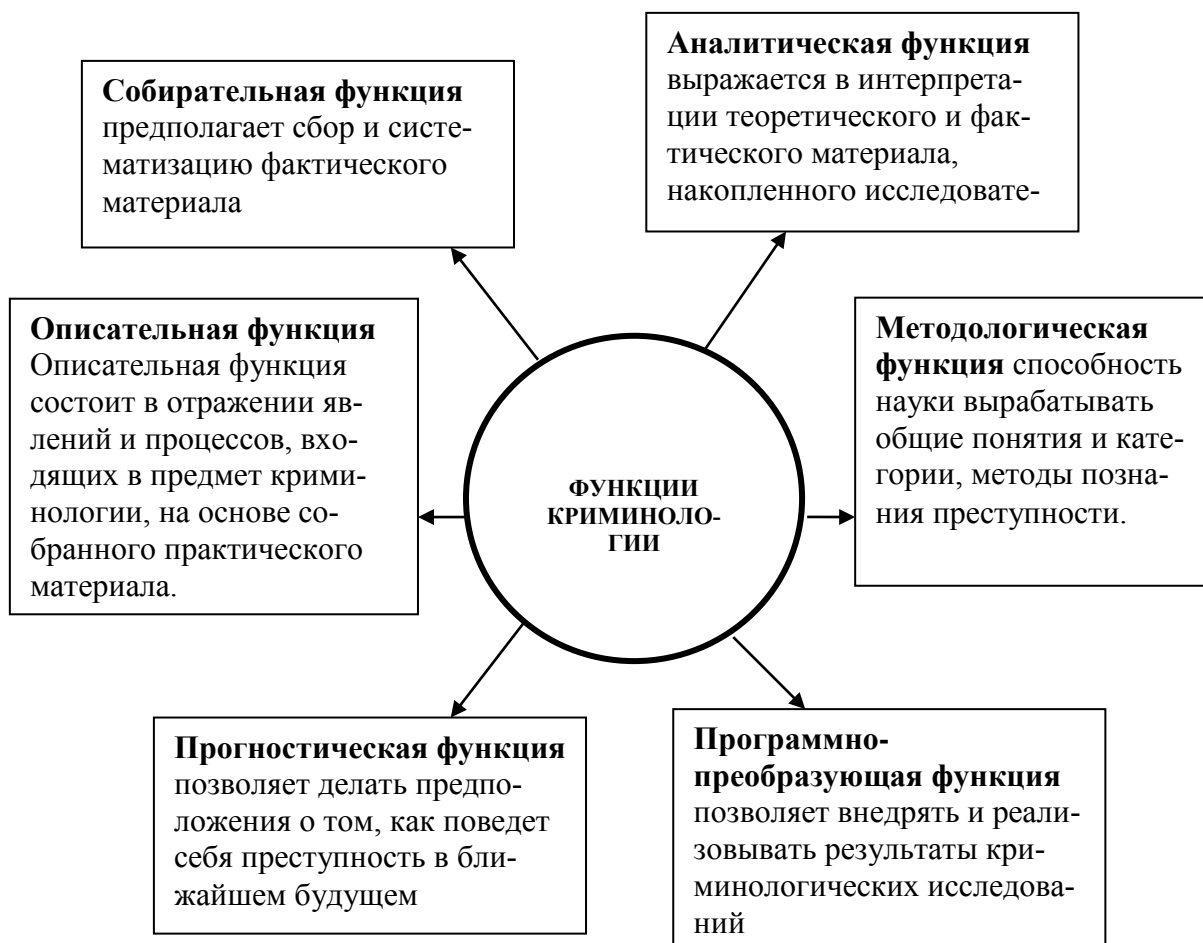 Собирательная функция
предполагает сбор и систе-
матизацию фактического
материала
Аналитическая функция
выражается в интерпрета-
ции теоретического и фак-
тического материала,
накопленного исследовате-
Описательная функция
Описательная функция
состоит в отражении яв-
лений и процессов, вхо-
дящих в предмет крими-
нологии, на основе со-
бранного практического
материала.
ФУНКЦИИ
КРИМИНОЛО-
ГИИ
Методологическая
функция способность
науки вырабатывать
общие понятия и кате-
гории, методы позна-
ния преступности.
Прогностическая функция
позволяет делать предпо-
ложения о том, как поведет
себя преступность в бли-
жайшем будущем
Программно-
преобразующая функция
позволяет внедрять и реали-
зовывать результаты кри-
минологических исследова-
ний